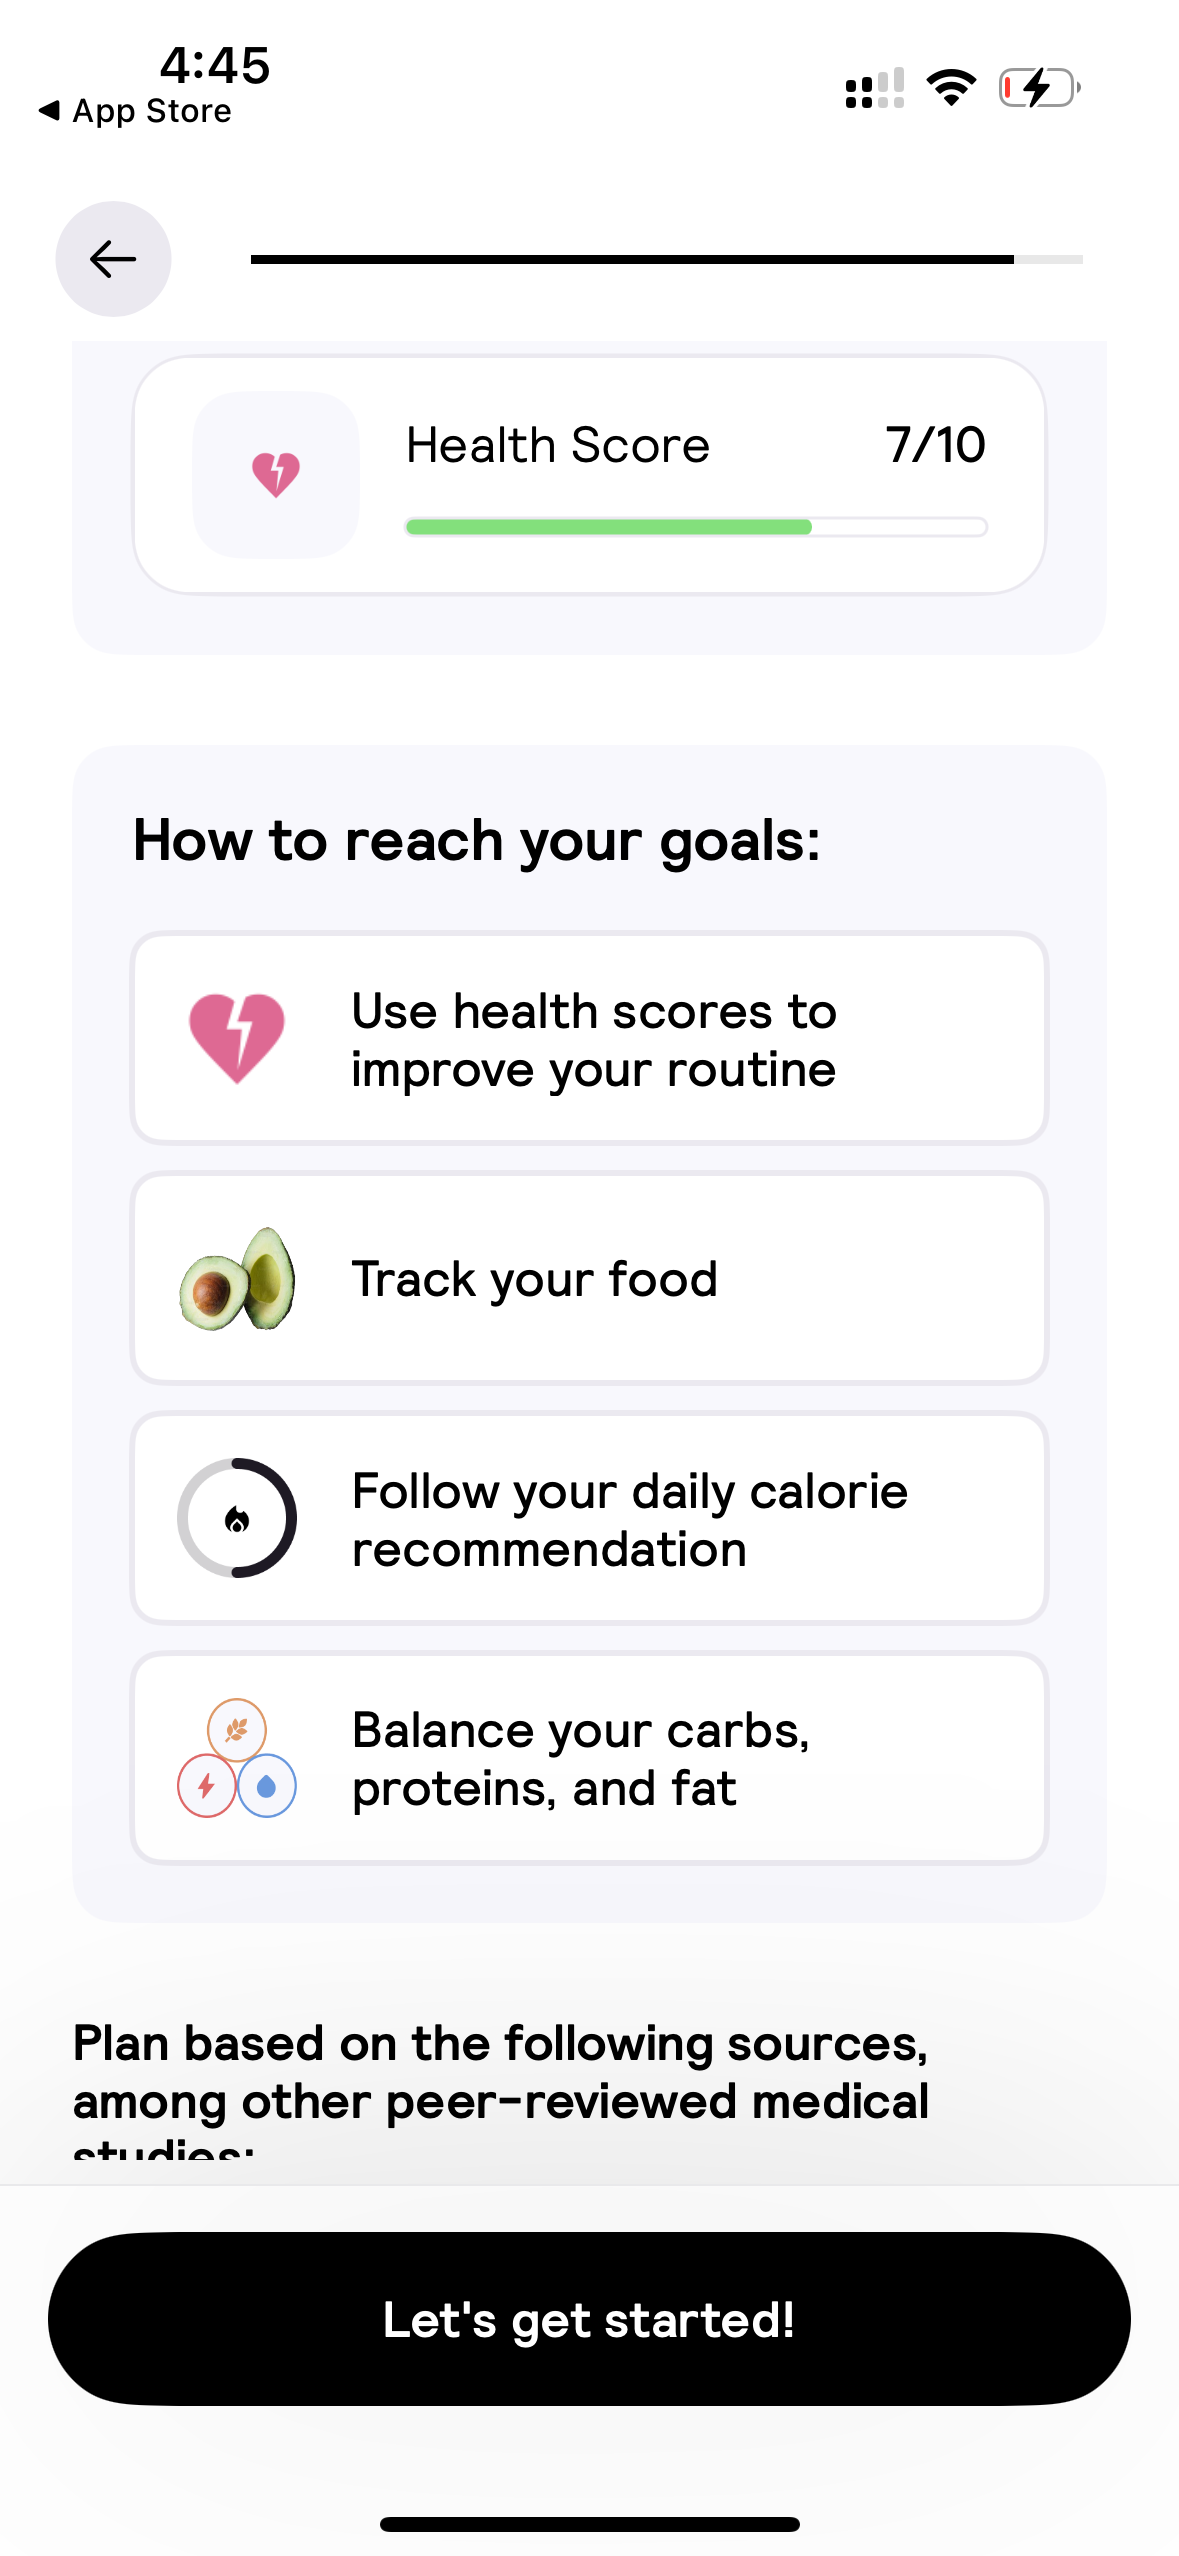 4:45
App Store
Health Score
7/10
How to reach your goals:
Use health scores to
improve your routine
Track your food
Follow your daily calorie
recommendation
Balance your carbs,
proteins, and fat
Plan based on the following sources,
among other peer-reviewed medical
studies:
Let's get started!